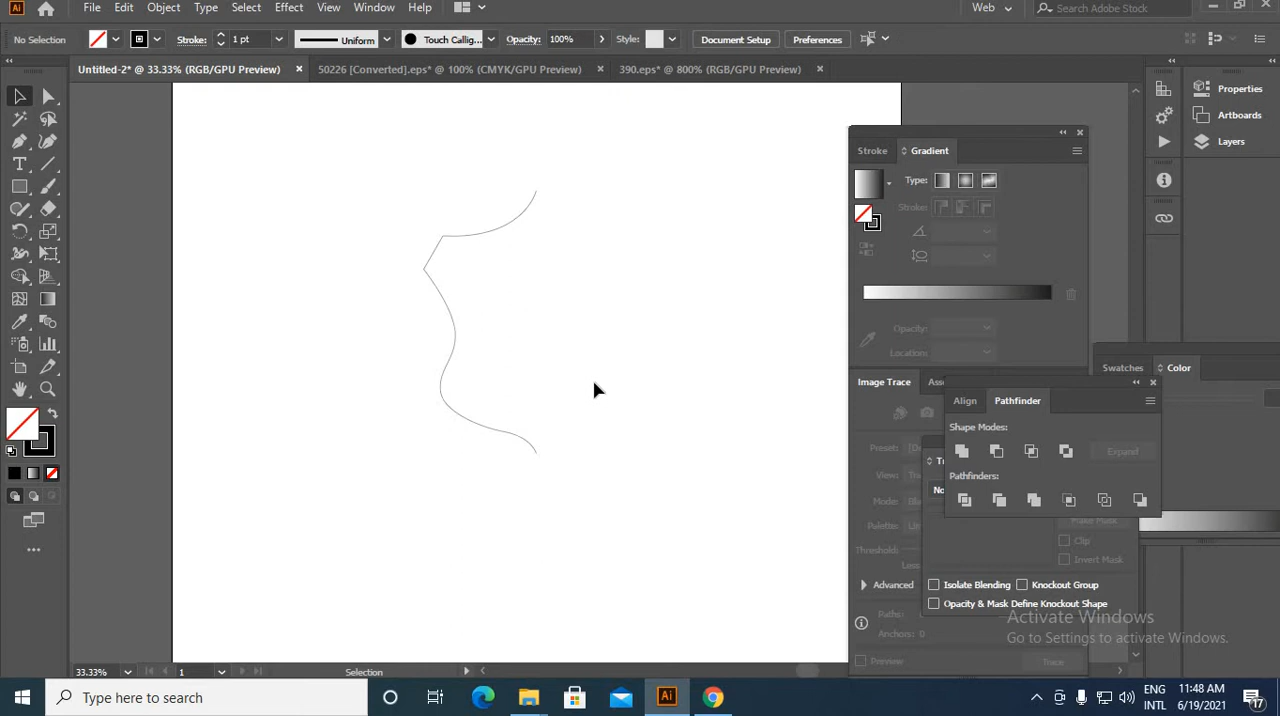 Ai File Edit Object Type Select Effect View Window Help Web Search Adobe Stock
No Selection Stroke: 1 pt Uniform Touch Callig... Opacity: 100% Style: Document Setup Preferences
Untitled-2* @ 33.33% (RGB/GPU Preview) × 50226 [Converted].eps* @ 100% (CMYK/GPU Preview) × 390.eps* @ 800% (RGB/GPU Preview) ×
Properties
Artboards
Layers
Stroke Gradient
Type:
Stroke:
Opacity:
Location:
Swatches Color
Image Trace
Align Pathfinder
Shape Modes:
Expand
Pathfinders:
Preset:
View:
Mode:
Palette:
Threshold:
Less
Make Mask
Clip
Invert Mask
Advanced
Isolate Blending Knockout Group
Opacity & Mask Define Knockout Shape
Anchors: 0
Preview Trace
Activate Windows
Go to Settings to activate Windows.
33.33% 1 Selection
Type here to search
Ai
ENG
INTL
11:48 AM
6/19/2021
17